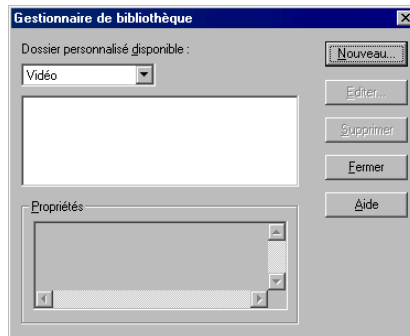 Gestionnaire de bibliothèque
Dossier personnalisé disponible :
Vidéo
Nouveau...
Editer...
Supprimer
Fermer
Aide
Propriétés